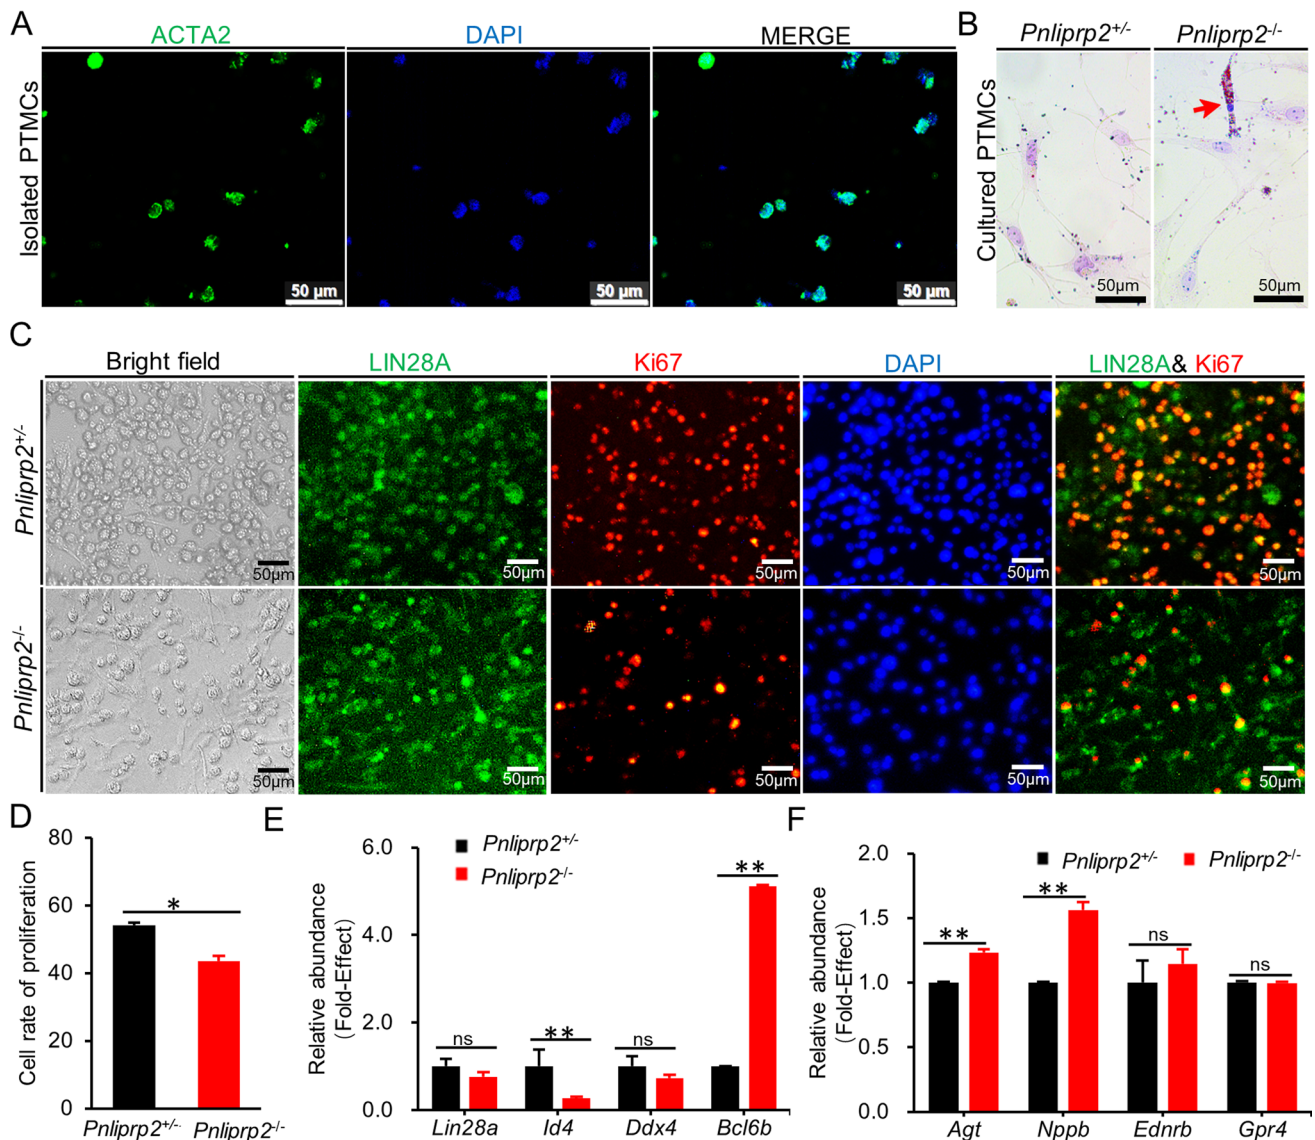 A
ACTA2 DAPI MERGE
Isolated PTMCs
50 µm 50 µm 50 µm
B
Pnliprp2+/- Pnliprp2-/-
Cultured PTMCs
50µm 50µm
C
Bright field LIN28A Ki67 DAPI LIN28A& Ki67
Pnliprp2+/-
50µm 50µm 50µm 50µm 50µm
Pnliprp2-/-
50µm 50µm 50µm 50µm 50µm
D
Cell rate of proliferation
80
60
40
20
0
*
Pnliprp2+/- Pnliprp2-/-
E
Relative abundance
(Fold-Effect)
6.0
4.0
2.0
0.0
Pnliprp2+/-
Pnliprp2-/-
ns ** ns **
Lin28a Id4 Ddx4 Bcl6b
F
Relative abundance
(Fold-Effect)
2.0
1.5
1.0
0.5
0.0
Pnliprp2+/- Pnliprp2-/-
** ** ns ns
Agt Nppb Ednrb Gpr4